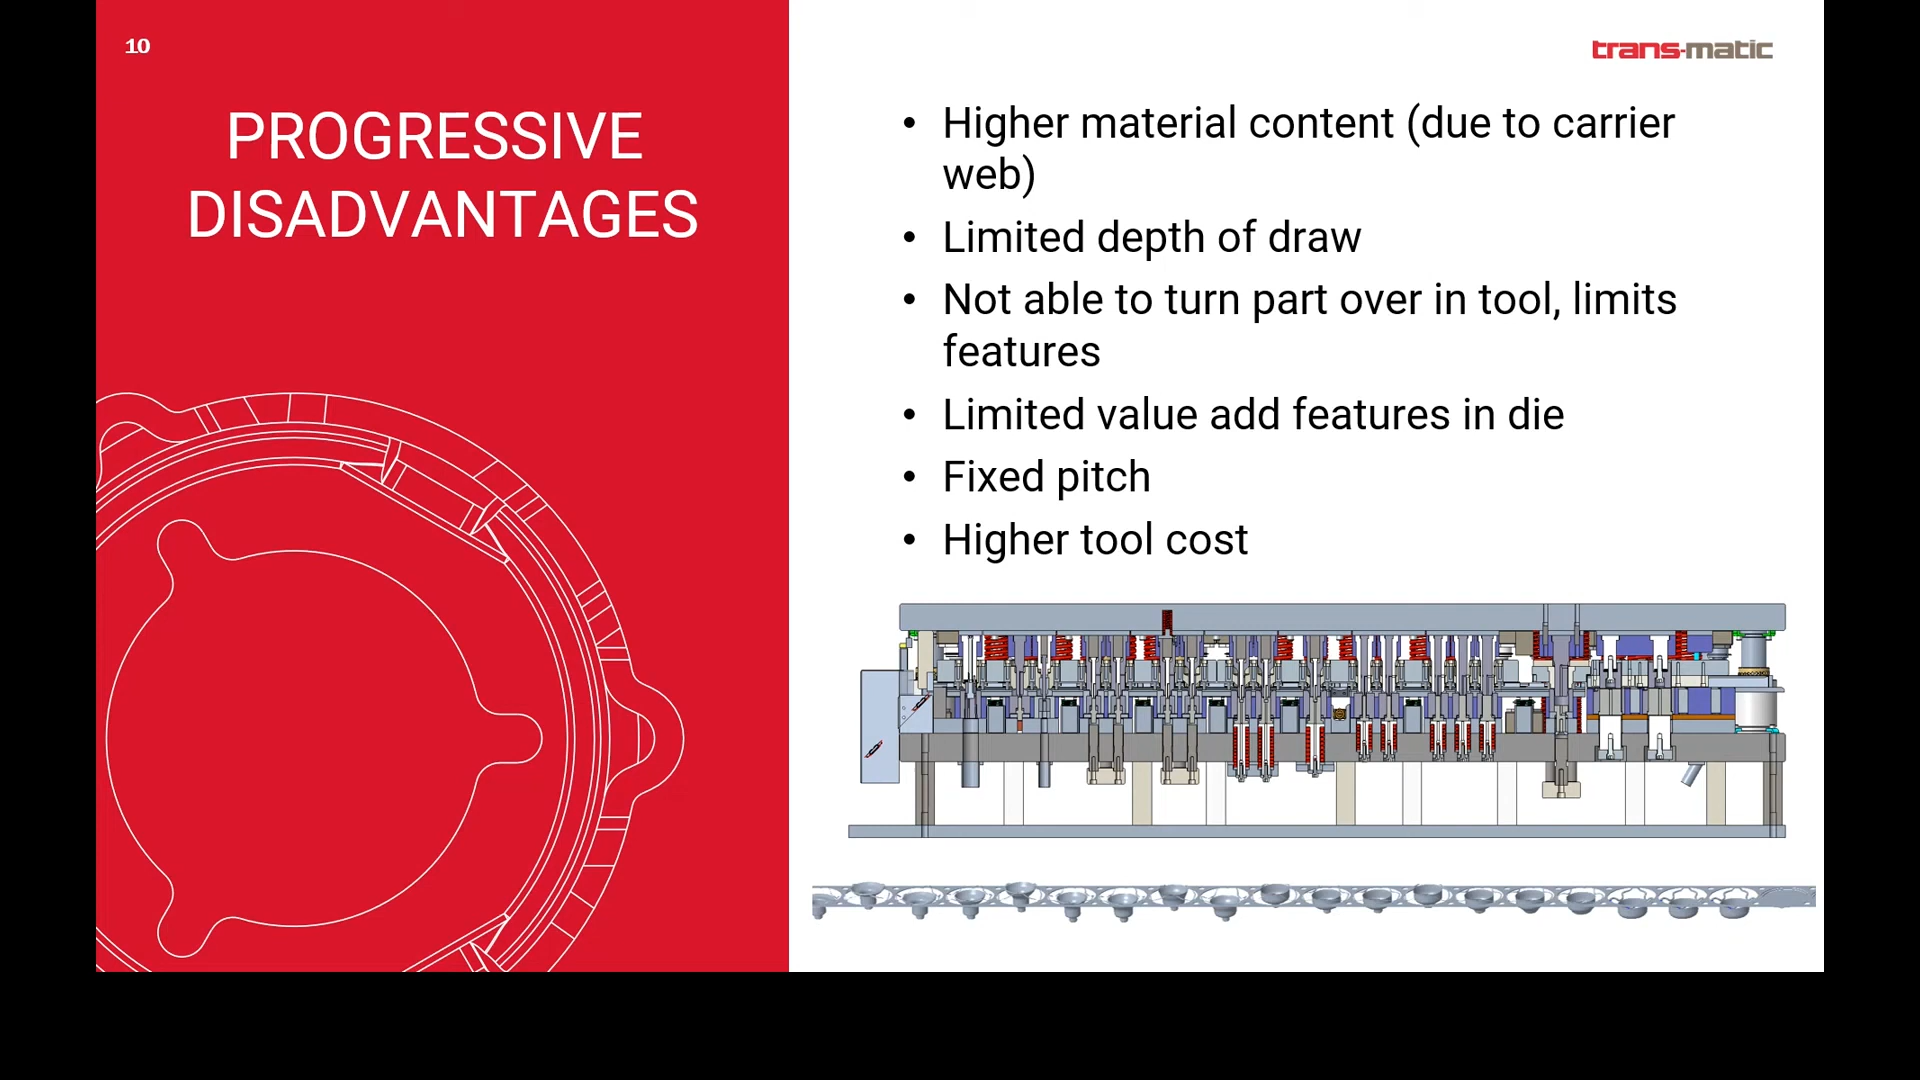 10
trans-matic
PROGRESSIVE
DISADVANTAGES
• Higher material content (due to carrier
web)
• Limited depth of draw
• Not able to turn part over in tool, limits
features
• Limited value add features in die
• Fixed pitch
• Higher tool cost